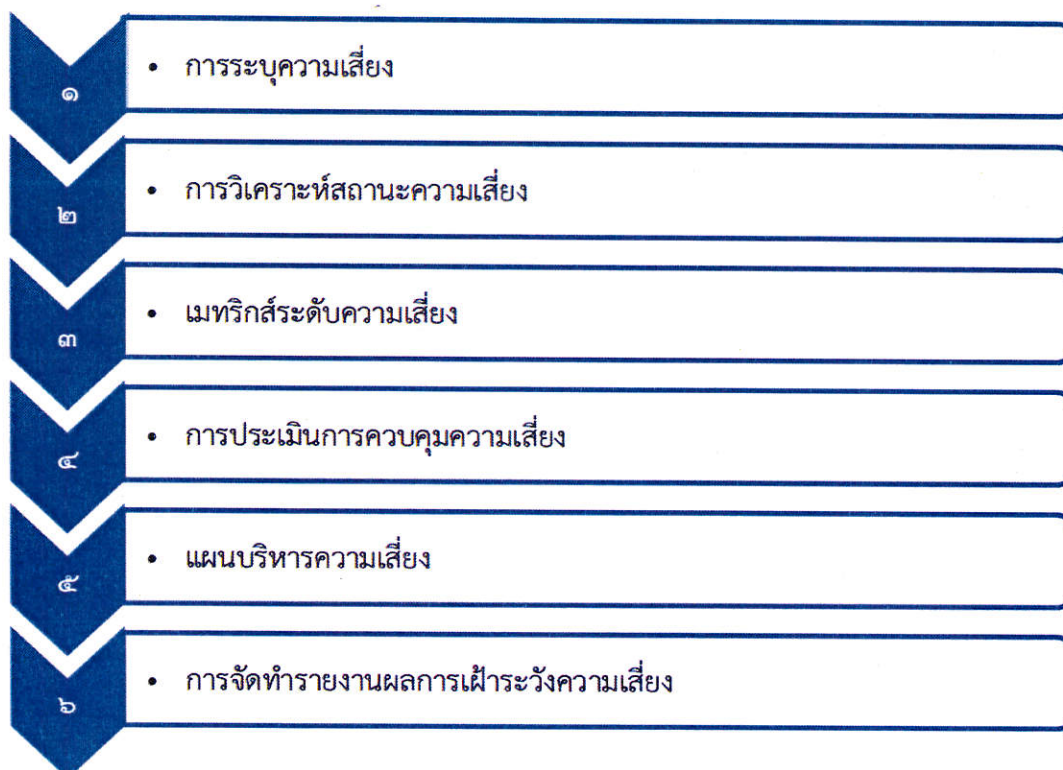 ๑
• การระบุความเสี่ยง
๒
• การวิเคราะห์สถานะความเสี่ยง
๓
• เมทริกส์ระดับความเสี่ยง
๔
• การประเมินการควบคุมความเสี่ยง
๕
• แผนบริหารความเสี่ยง
๖
• การจัดทำรายงานผลการเฝ้าระวังความเสี่ยง